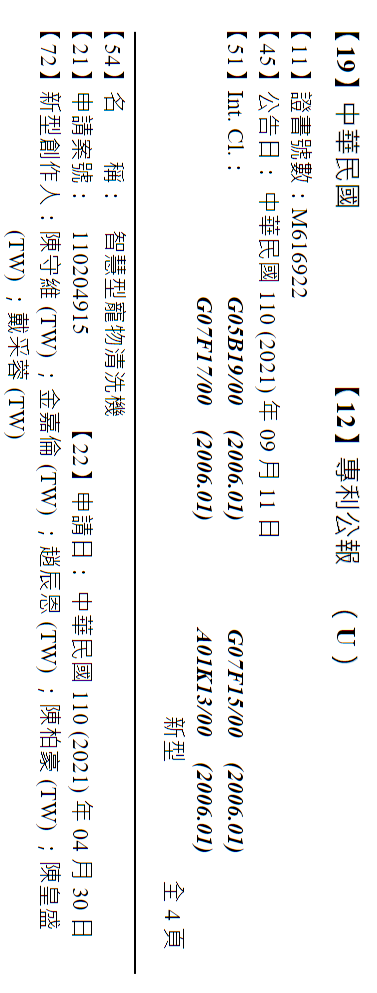 【19】中華民國 【12】專利公報 （U）
【11】證書號數：M616922
【45】公告日： 中華民國 110 (2021) 年 09 月 11 日
【51】Int. Cl.： G05B19/00 (2006.01) G07F15/00 (2006.01)
G07F17/00 (2006.01) A01K13/00 (2006.01)
新型 全 4 頁
【54】名 稱： 智慧型寵物清洗機
【21】申請案號： 110204915 【22】申請日： 中華民國 110 (2021) 年 04 月 30 日
【72】新型創作人：陳守維 (TW)；金嘉倫 (TW)；趙辰恩 (TW)；陳柏豪 (TW)；陳皇盛
(TW)；戴采蓉 (TW)